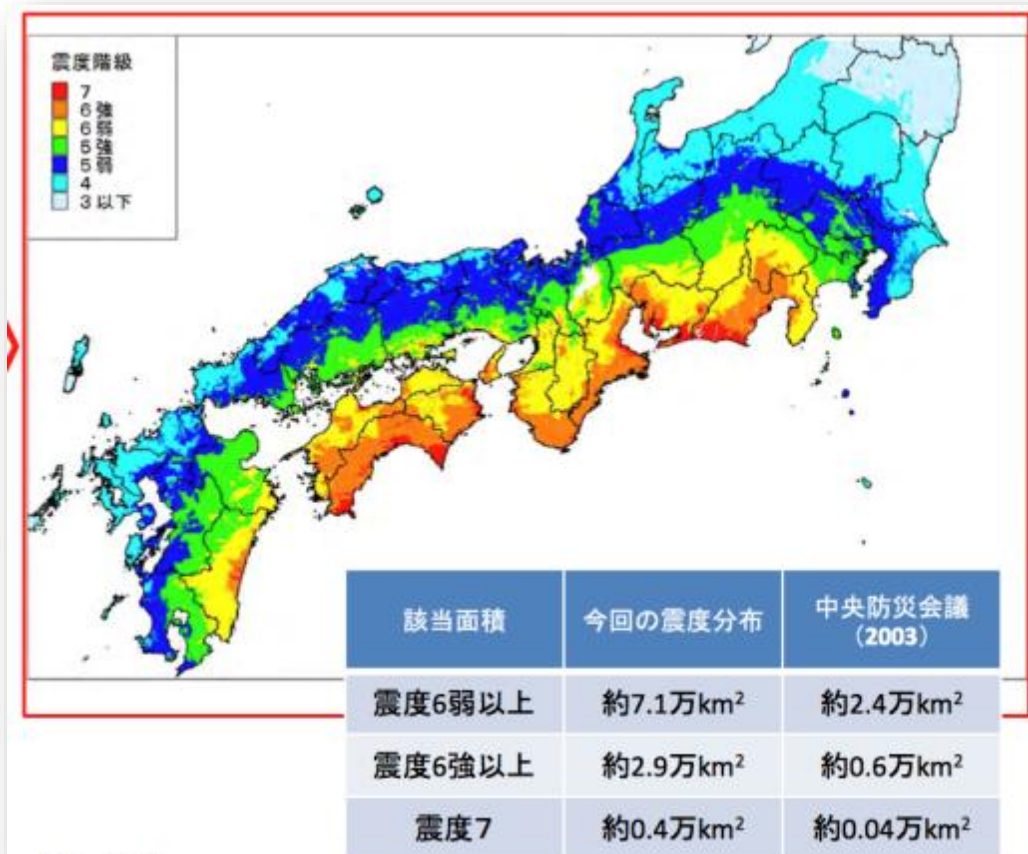 震度階級
7
6強
6弱
5強
5弱
4
3以下
該当面積 今回の震度分布 中央防災会議
（2003）
震度6弱以上 約7.1万km² 約2.4万km²
震度6強以上 約2.9万km² 約0.6万km²
震度7 約0.4万km² 約0.04万km²